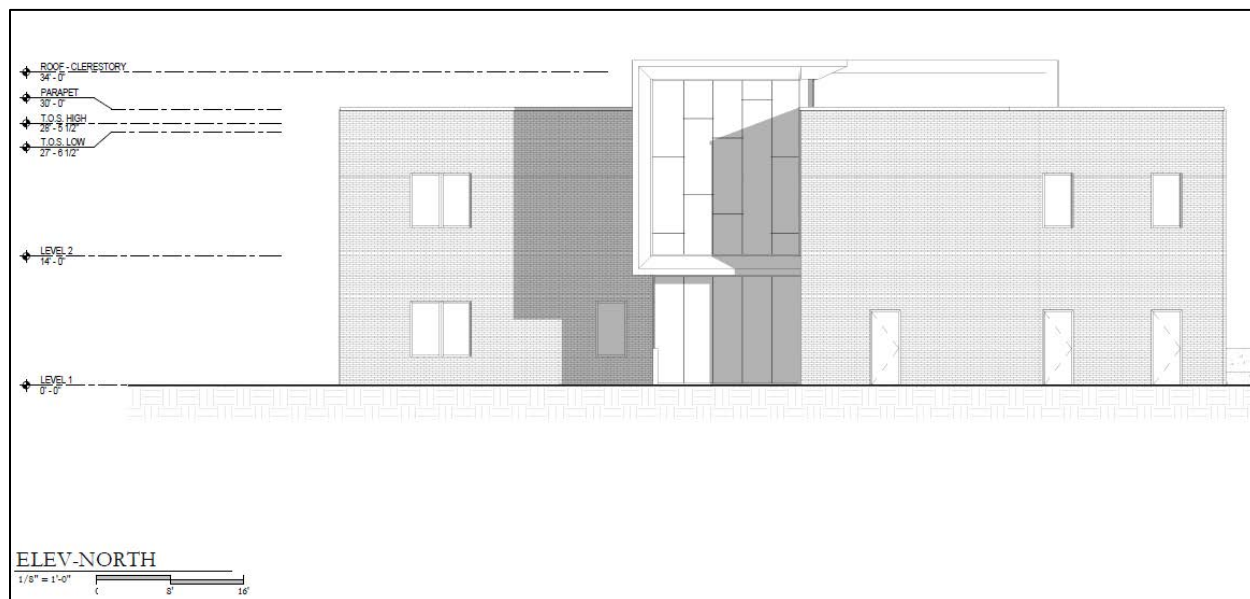 ROOF - CLERESTORY
34' - 0"
PARAPET
30' - 0"
T.O.S. HIGH
28' - 5 1/2"
T.O.S. LOW
27' - 6 1/2"
LEVEL 2
14' - 0"
LEVEL 1
0' - 0"
ELEV-NORTH
1/8" = 1'-0"
0 8' 16'